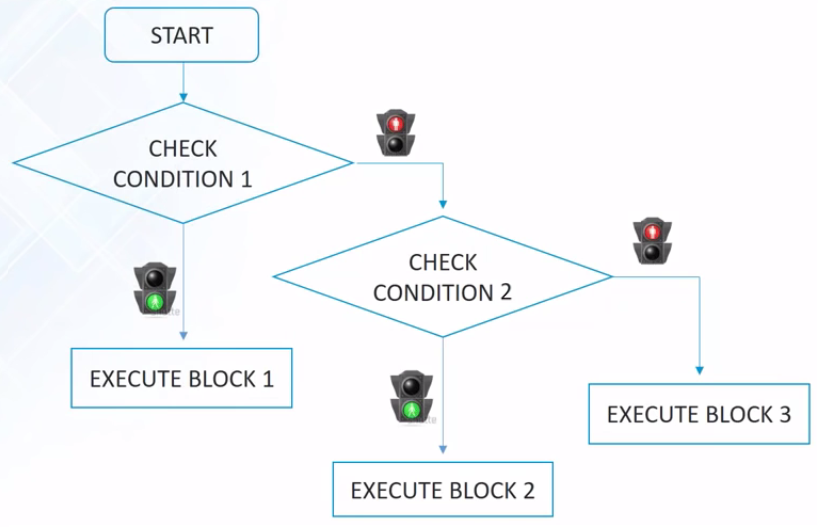 START
CHECK
CONDITION 1
CHECK
CONDITION 2
EXECUTE BLOCK 1
EXECUTE BLOCK 3
EXECUTE BLOCK 2